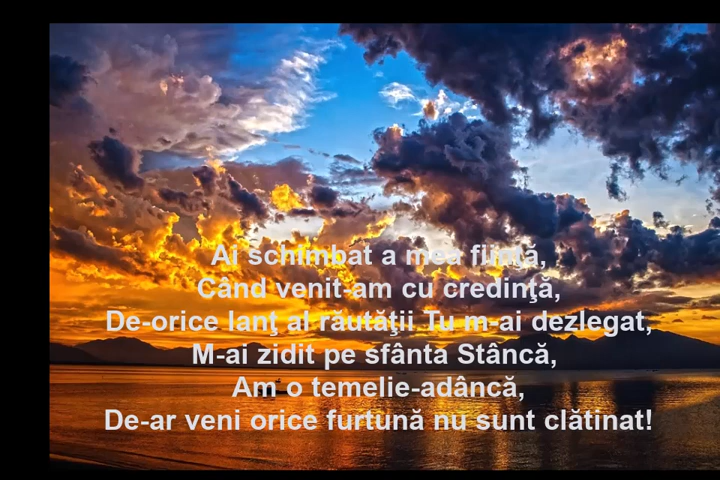 Ai schimbat a mea fiinţă,
Când venit-am cu credinţă,
De-orice lanţ al răutăţii Tu m-ai dezlegat,
M-ai zidit pe sfânta Stâncă,
Am o temelie-adâncă,
De-ar veni orice furtună nu sunt clătinat!